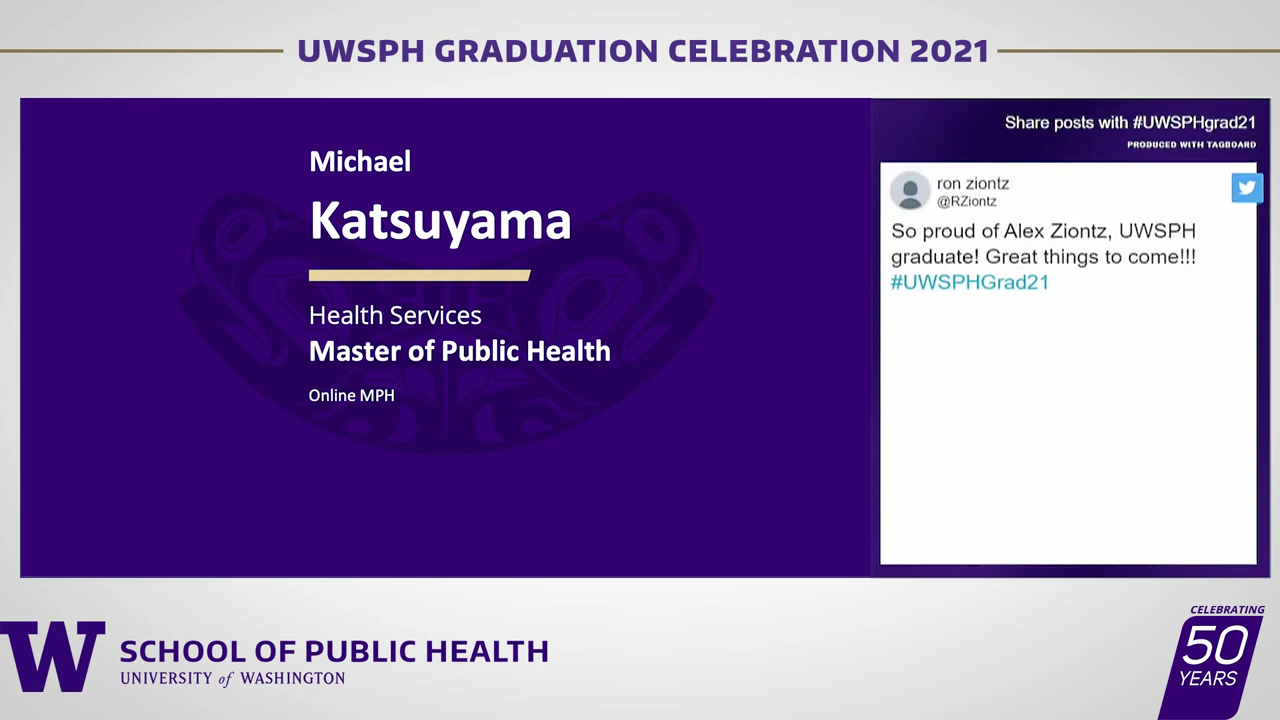 UWSPH GRADUATION CELEBRATION 2021
Michael
Katsuyama
Health Services
Master of Public Health
Online MPH
Share posts with #UWSPHgrad21
PRODUCED WITH TAGBOARD
ron ziontz
@RZiontz
So proud of Alex Ziontz, UWSPH
graduate! Great things to come!!!
#UWSPHGrad21
W
SCHOOL OF PUBLIC HEALTH
UNIVERSITY of WASHINGTON
CELEBRATING
50
YEARS